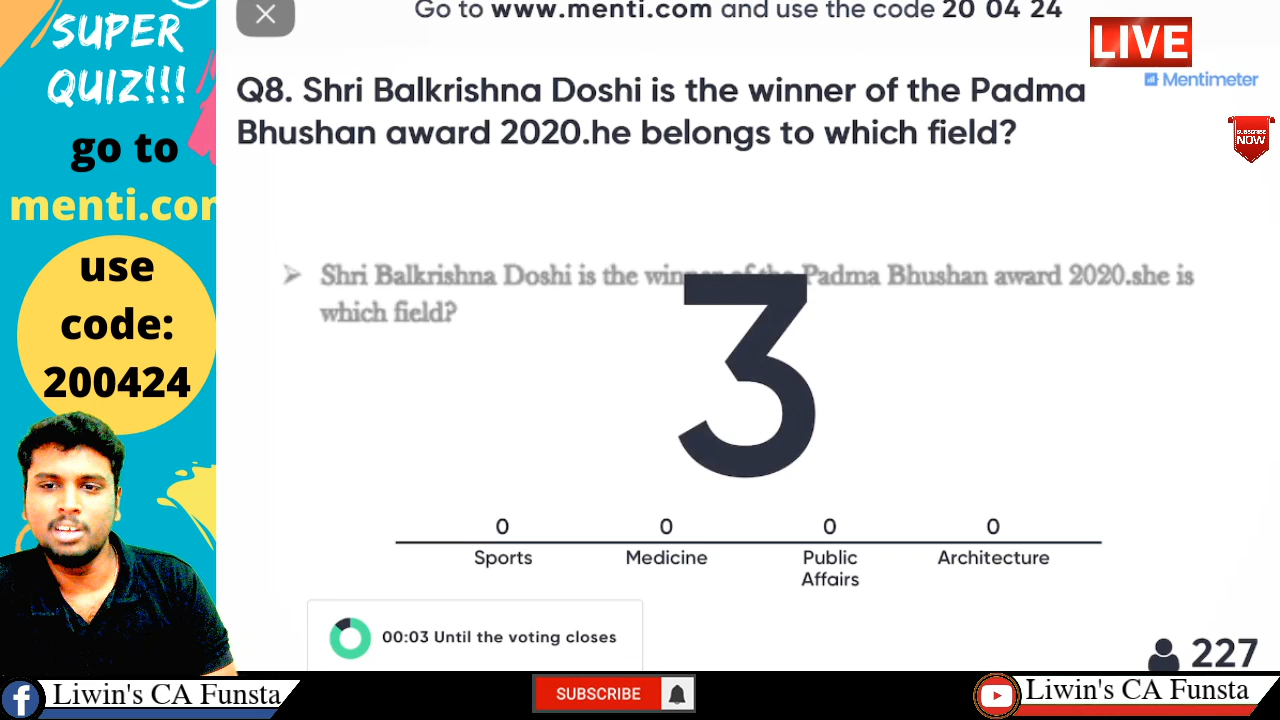 SUPER
QUIZ!!!
go to
menti.cor
use
code:
200424
Go to www.menti.com and use the code 20 04 24
LIVE
Mentimeter
SUBSCRIBE
NOW
Q8. Shri Balkrishna Doshi is the winner of the Padma
Bhushan award 2020.he belongs to which field?
Shri Balkrishna Doshi is the winner of the Padma Bhushan award 2020.she is
which field?
3
0 0 0 0
Sports Medicine Public Architecture
Affairs
00:03 Until the voting closes
227
Liwin's CA Funsta
SUBSCRIBE
Liwin's CA Funsta